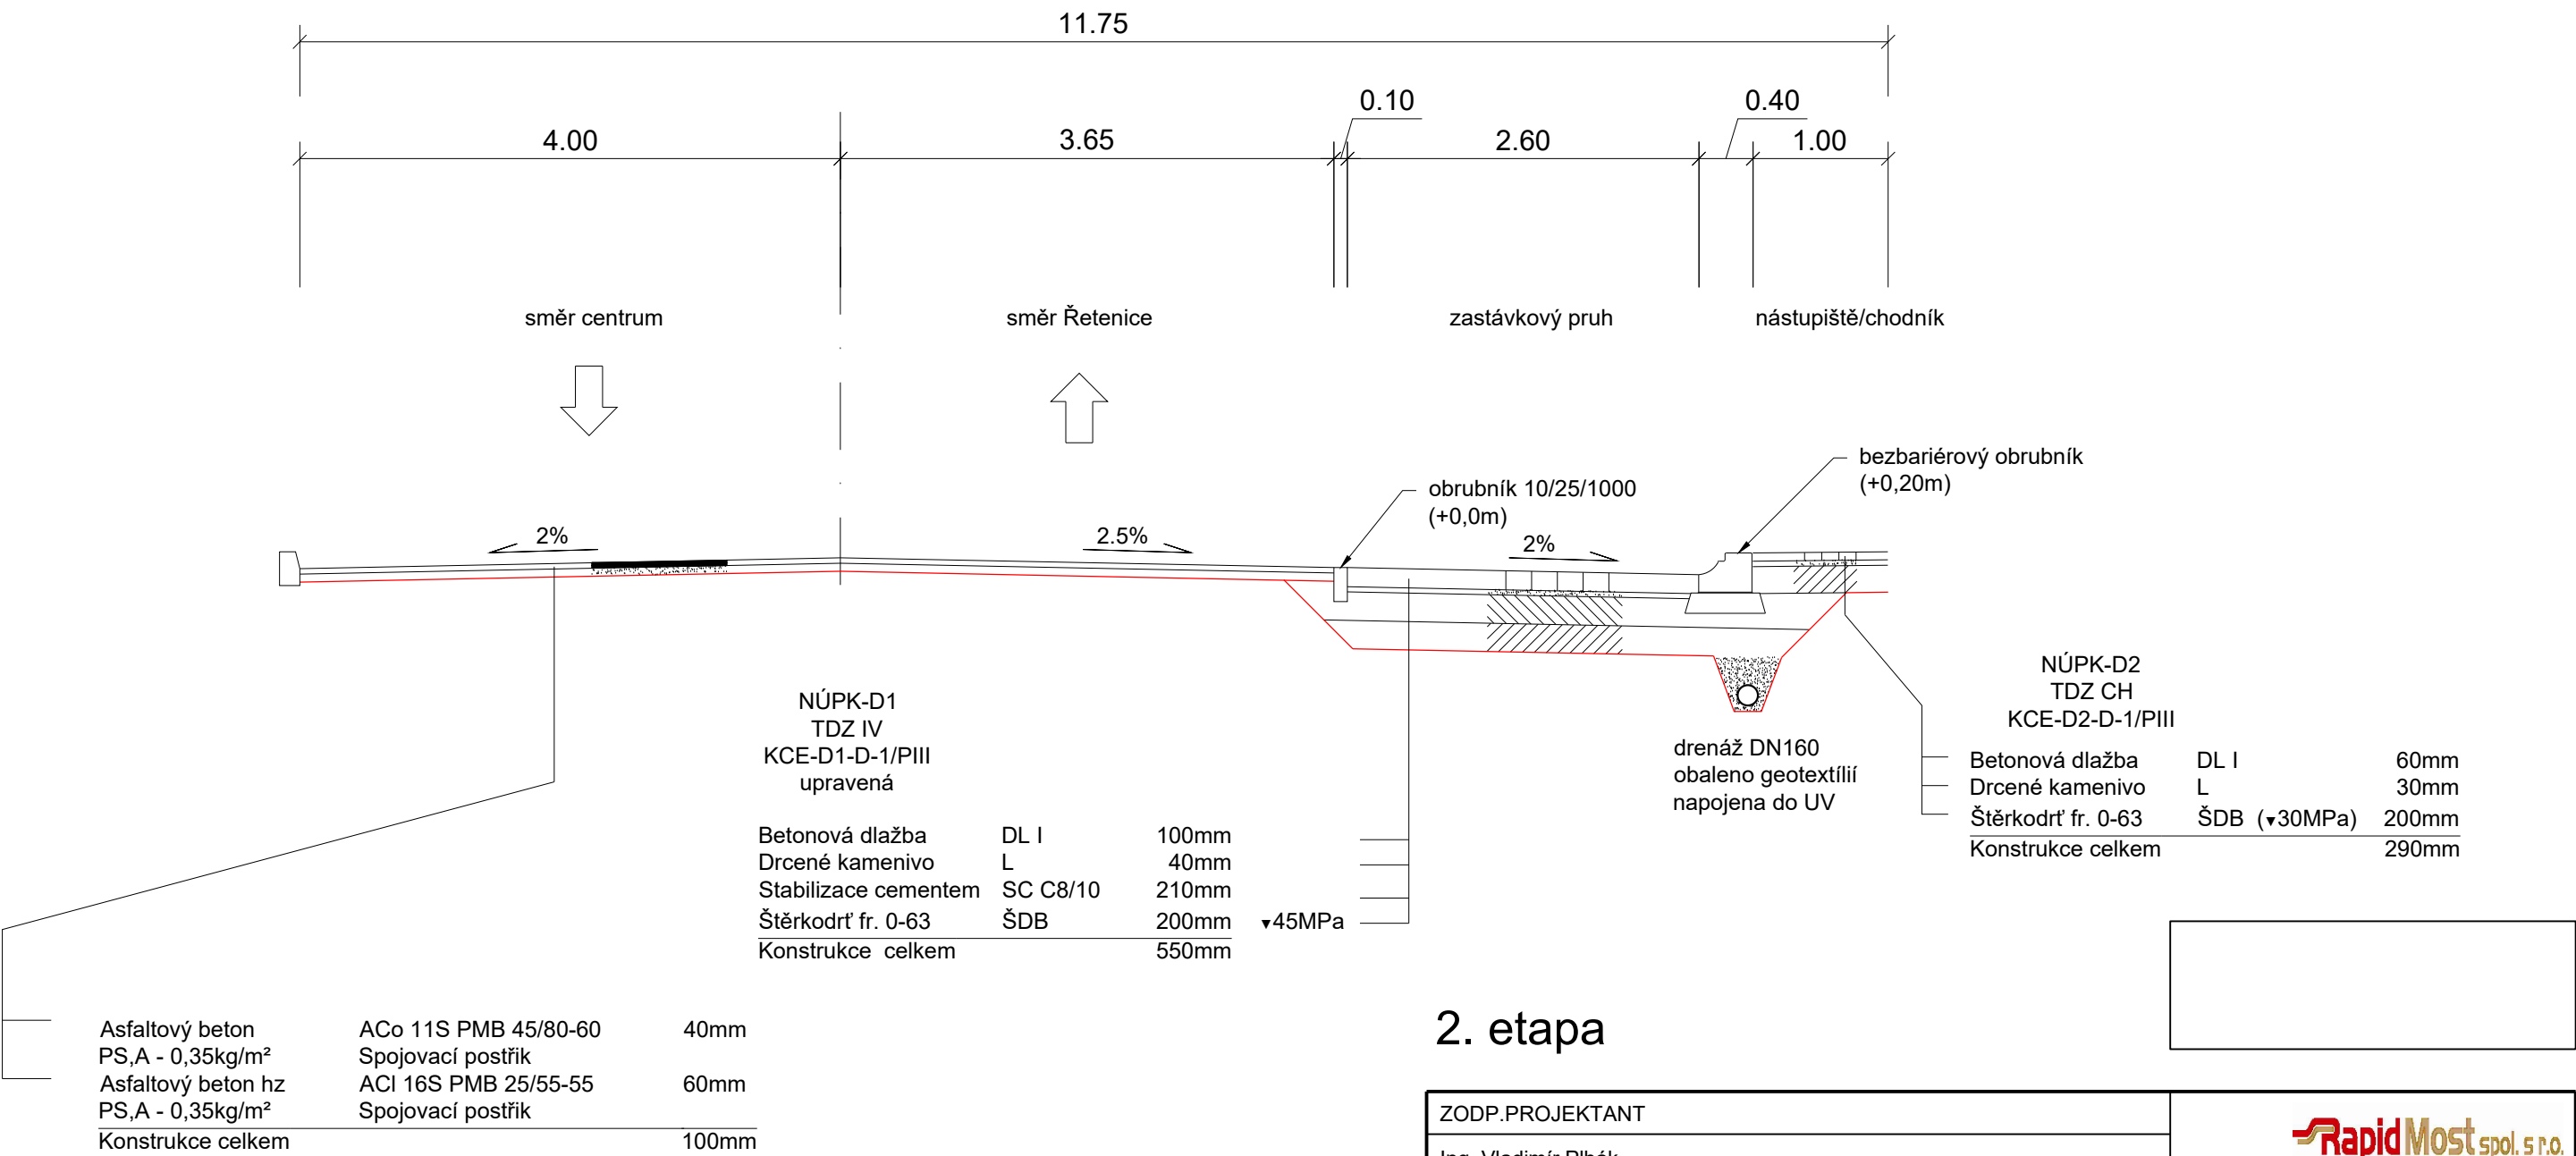 11.75
0.10
0.40
4.00
3.65
2.60
1.00
směr centrum
směr Řetenice
zastávkový pruh
nástupiště/chodník
bezbariérový obrubník
(+0,20m)
obrubník 10/25/1000
(+0,0m)
2%
2.5%
2%
NÚPK-D1
TDZ IV
KCE-D1-D-1/PIII
upravená
Betonová dlažba DL I 100mm
Drcené kamenivo L 40mm
Stabilizace cementem SC C8/10 210mm
Štěrkodrť fr. 0-63 ŠDB 200mm ▾45MPa
Konstrukce celkem 550mm
drenáž DN160
obaleno geotextílií
napojena do UV
NÚPK-D2
TDZ CH
KCE-D2-D-1/PIII
Betonová dlažba DL I 60mm
Drcené kamenivo L 30mm
Štěrkodrť fr. 0-63 ŠDB (▾30MPa) 200mm
Konstrukce celkem 290mm
Asfaltový beton ACo 11S PMB 45/80-60 40mm
PS,A - 0,35kg/m² Spojovací postřik
Asfaltový beton hz ACl 16S PMB 25/55-55 60mm
PS,A - 0,35kg/m² Spojovací postřik
Konstrukce celkem 100mm
2. etapa
ZODP.PROJEKTANT
Ing. Vladimír Plhák
RapidMost spol. s r.o.